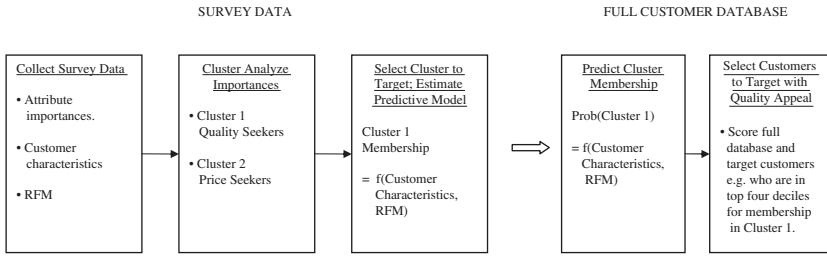 SURVEY DATA
FULL CUSTOMER DATABASE
Collect Survey Data
• Attribute
importances.
• Customer
characteristics
• RFM
Cluster Analyze
Importances
• Cluster 1
Quality Seekers
• Cluster 2
Price Seekers
Select Cluster to
Target; Estimate
Predictive Model
Cluster 1
Membership
= f(Customer
Characteristics,
RFM)
Predict Cluster
Membership
Prob(Cluster 1)
= f(Customer
Characteristics,
RFM)
Select Customers
to Target with
Quality Appeal
• Score full
database and
target customers
e.g. who are in
top four deciles
for membership
in Cluster 1.